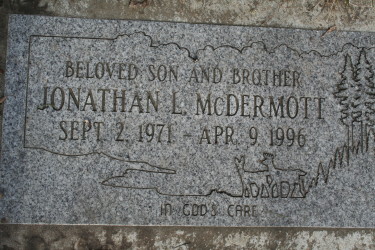 BELOVED SON AND BROTHER
JONATHAN L. McDERMOTT
SEPT. 2, 1971 - APR. 9, 1996
IN GOD'S CARE